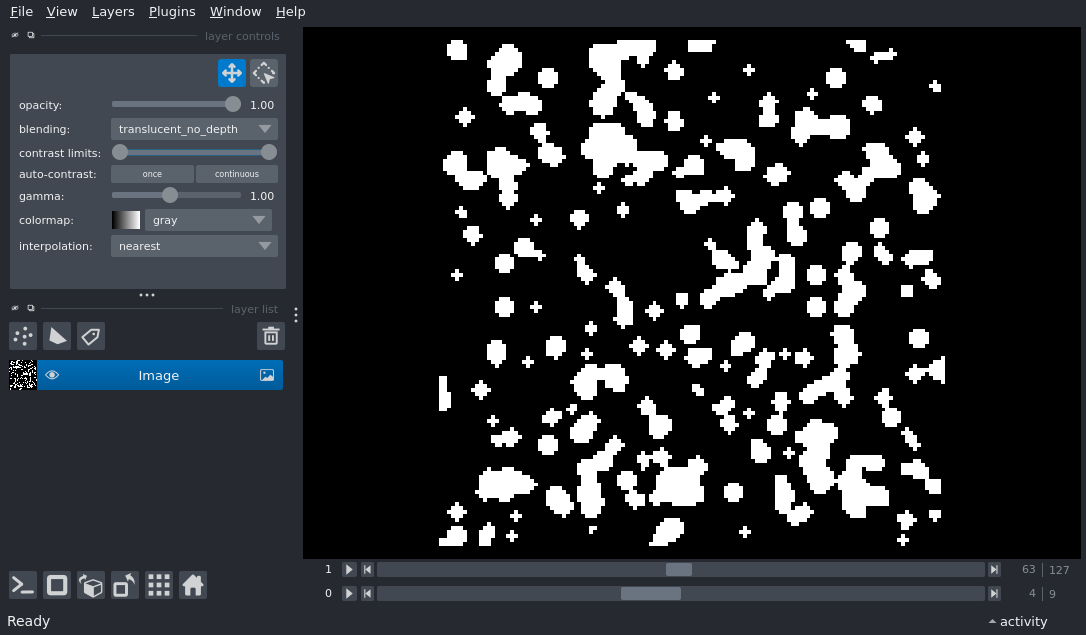 File View Layers Plugins Window Help
layer controls
opacity: 1.00
blending: translucent_no_depth
contrast limits:
auto-contrast: once continuous
gamma: 1.00
colormap: gray
interpolation: nearest
layer list
Image
1 63 127
0 4 9
Ready activity